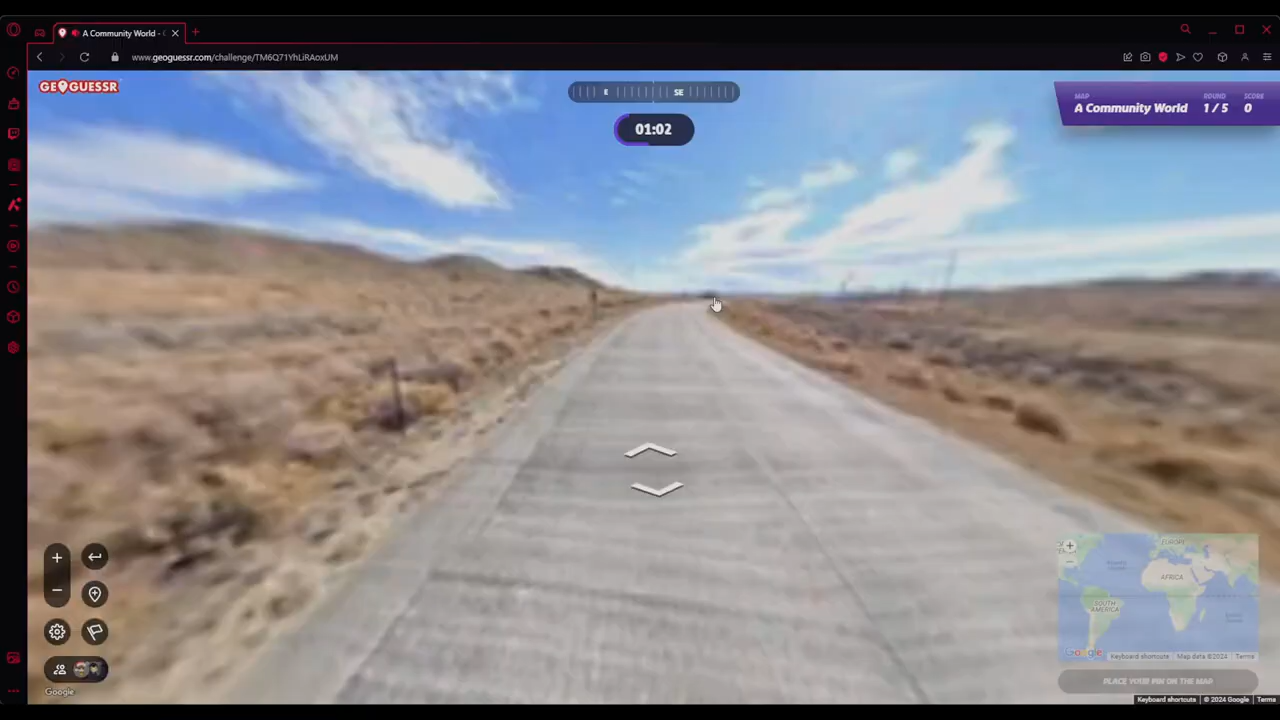 A Community World -
www.geoguessr.com/challenge/TM6Q71YhLiRAoxUM
GEOGUESSR
E SE
01:02
MAP ROUND SCORE
A Community World 1 / 5 0
EUROPE
AFRICA
SOUTH
AMERICA
Google
Keyboard shortcuts Map data ©2024 Terms
PLACE YOUR PIN ON THE MAP
Google
Keyboard shortcuts © 2024 Google Terms